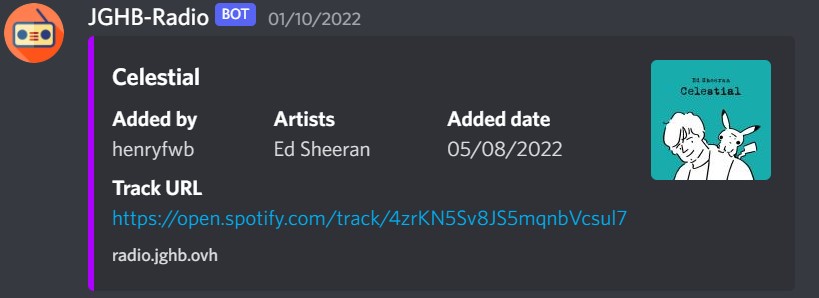 JGHB-Radio BOT 01/10/2022
Celestial
Added by Artists Added date
henryfwb Ed Sheeran 05/08/2022
Track URL
https://open.spotify.com/track/4zrKN5Sv8JS5mqnbVcsul7
radio.jghb.ovh
Ed Sheeran
Celestial